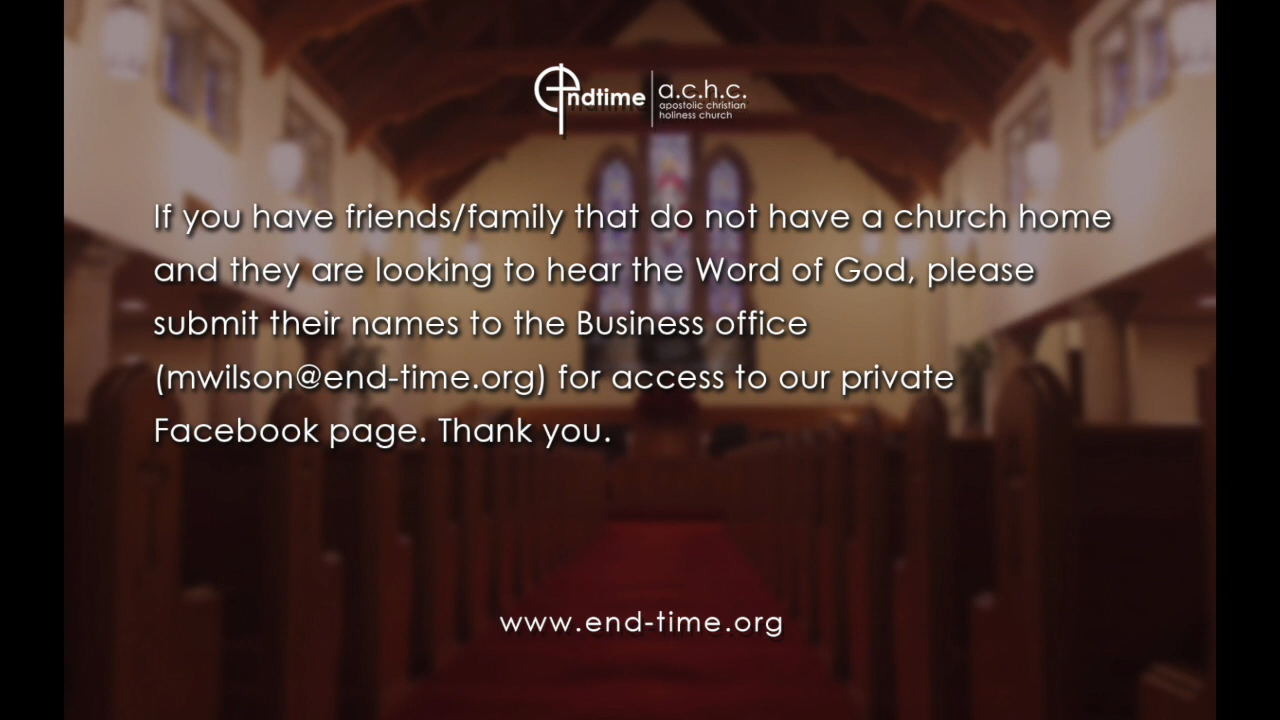 endtime
a.c.h.c.
apostolic christian
holiness church
If you have friends/family that do not have a church home
and they are looking to hear the Word of God, please
submit their names to the Business office
(mwilson@end-time.org) for access to our private
Facebook page. Thank you.
www.end-time.org